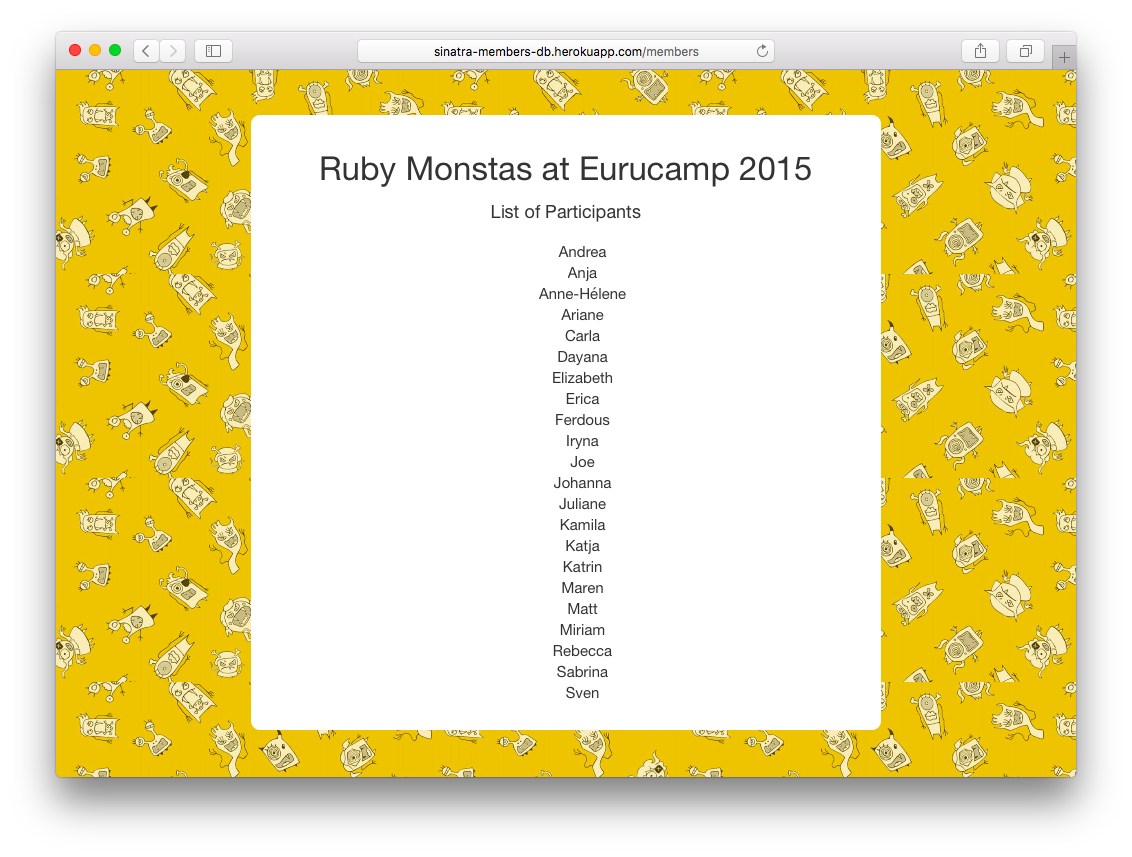 sinatra-members-db.herokuapp.com/members
Ruby Monstas at Eurucamp 2015
List of Participants
Andrea
Anja
Anne-Hélene
Ariane
Carla
Dayana
Elizabeth
Erica
Ferdous
Iryna
Joe
Johanna
Juliane
Kamila
Katja
Katrin
Maren
Matt
Miriam
Rebecca
Sabrina
Sven